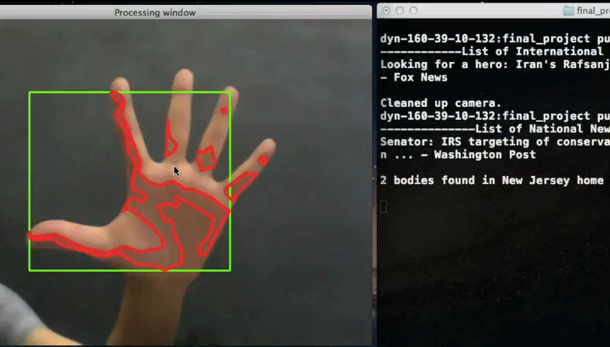 Processing window
final_pro
dyn-160-39-10-132:final_project pu
------------List of International
Looking for a hero: Iran's Rafsanj
– Fox News
Cleaned up camera.
dyn-160-39-10-132:final_project pu
--------------List of National New
Senator: IRS targeting of conserva
n ... – Washington Post
2 bodies found in New Jersey home